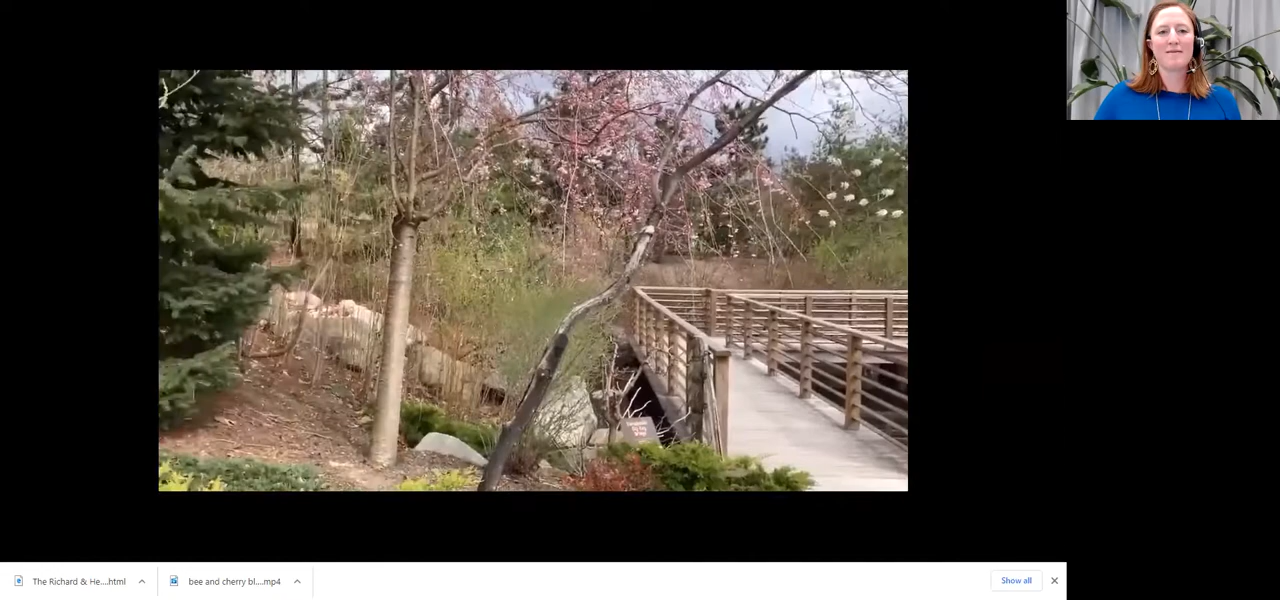 The Richard & He....html
bee and cherry bl....mp4
Show all